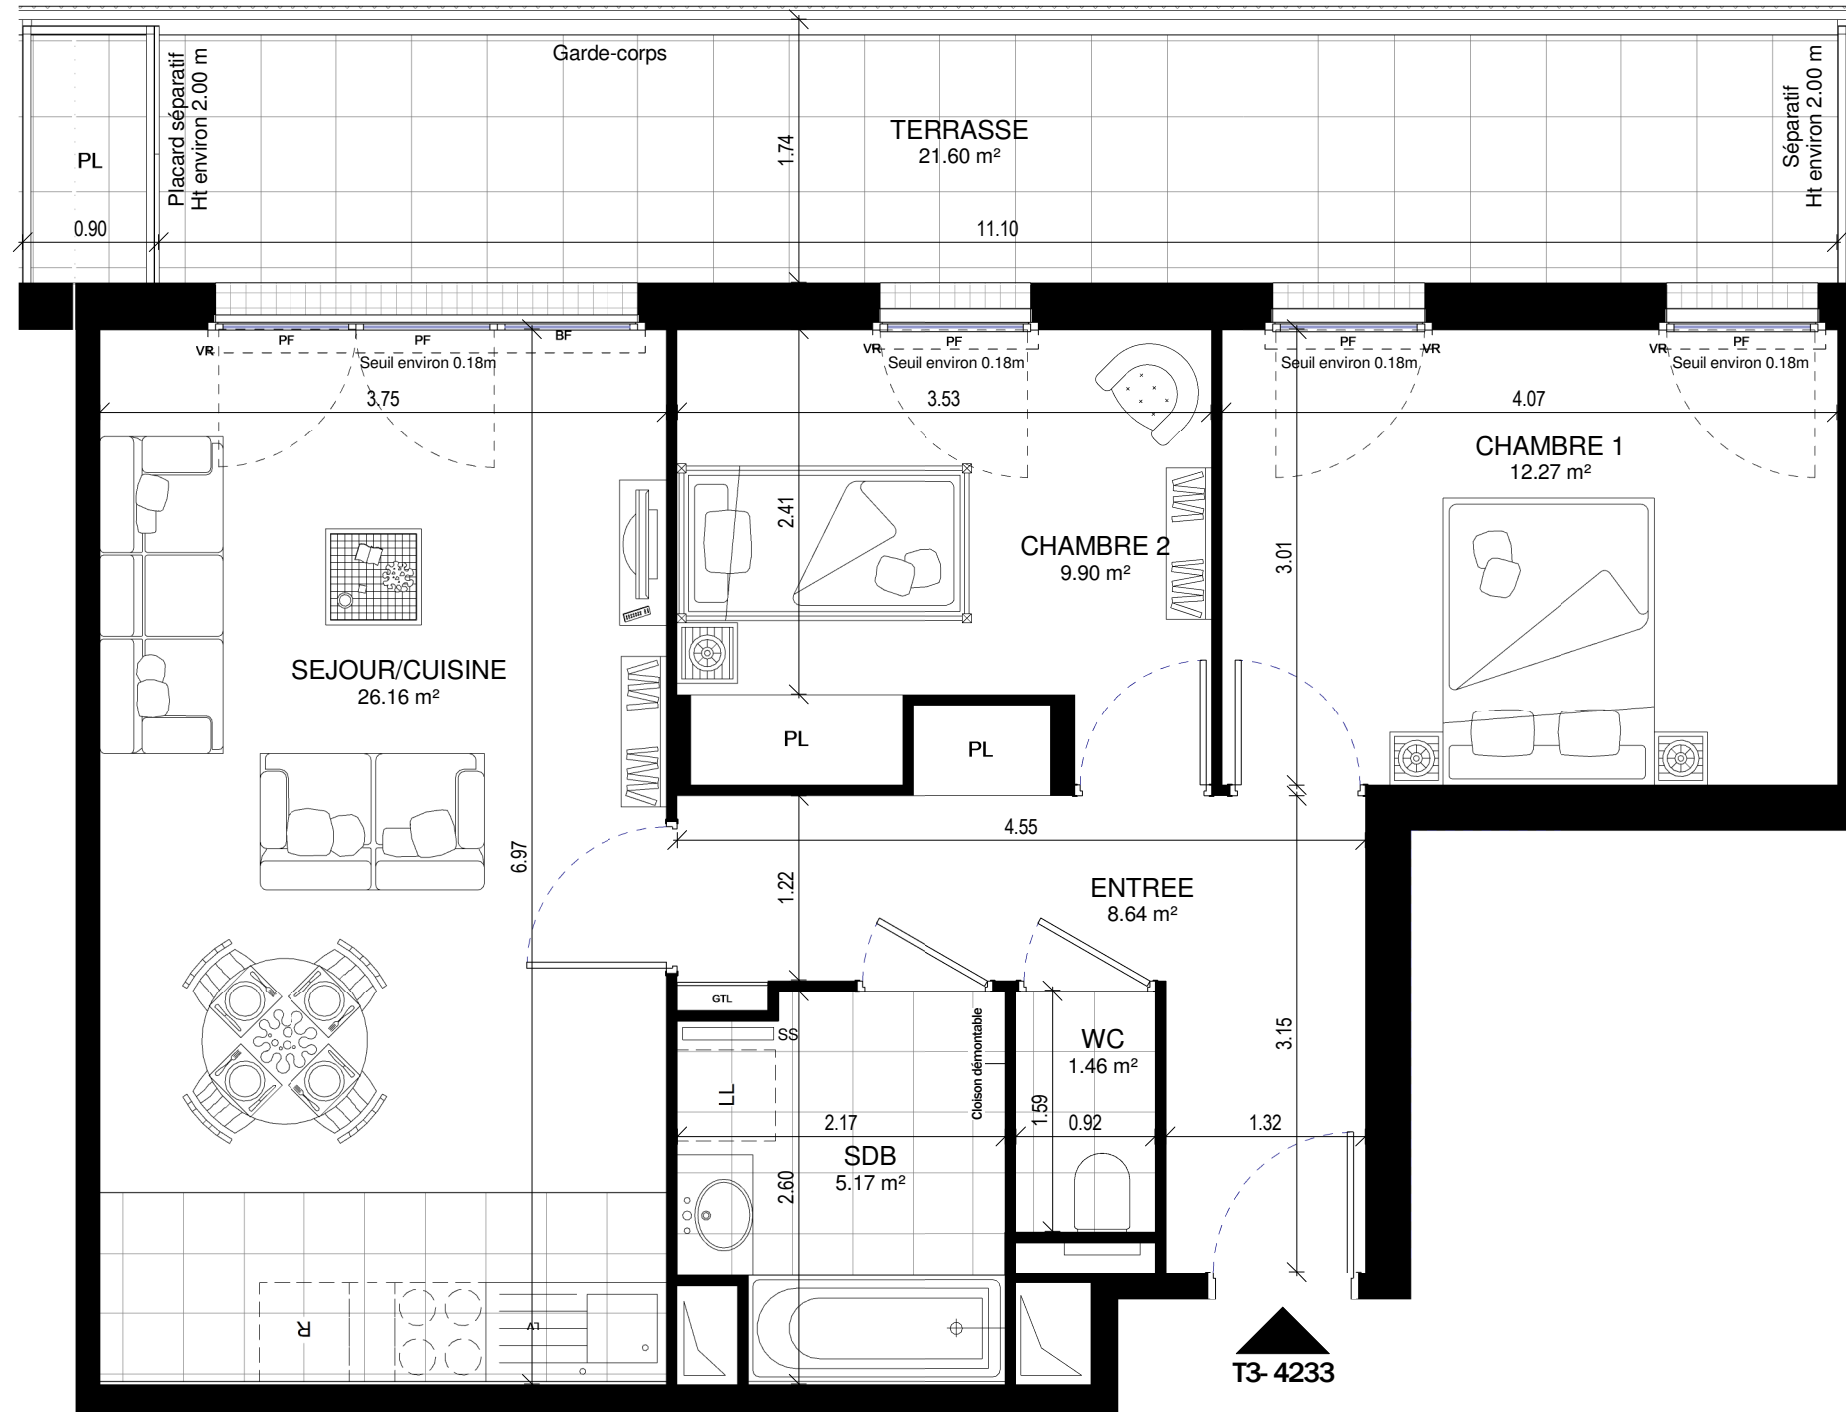 Garde-corps
Placard séparatif
Ht environ 2.00 m
Séparatif
Ht environ 2.00 m
TERRASSE
21.60 m²
1.74
PL
0.90
11.10
VR
PF
PF
BF
Seuil environ 0.18m
VR
PF
Seuil environ 0.18m
PF
VR
Seuil environ 0.18m
VR
PF
Seuil environ 0.18m
3.75
3.53
4.07
CHAMBRE 1
12.27 m²
2.41
CHAMBRE 2
9.90 m²
3.01
SEJOUR/CUISINE
26.16 m²
PL
PL
4.55
6.97
1.22
ENTREE
8.64 m²
GTL
SS
Cloison démontable
WC
1.46 m²
3.15
LL
2.17
1.59
0.92
1.32
SDB
5.17 m²
2.60
R
LV
T3- 4233